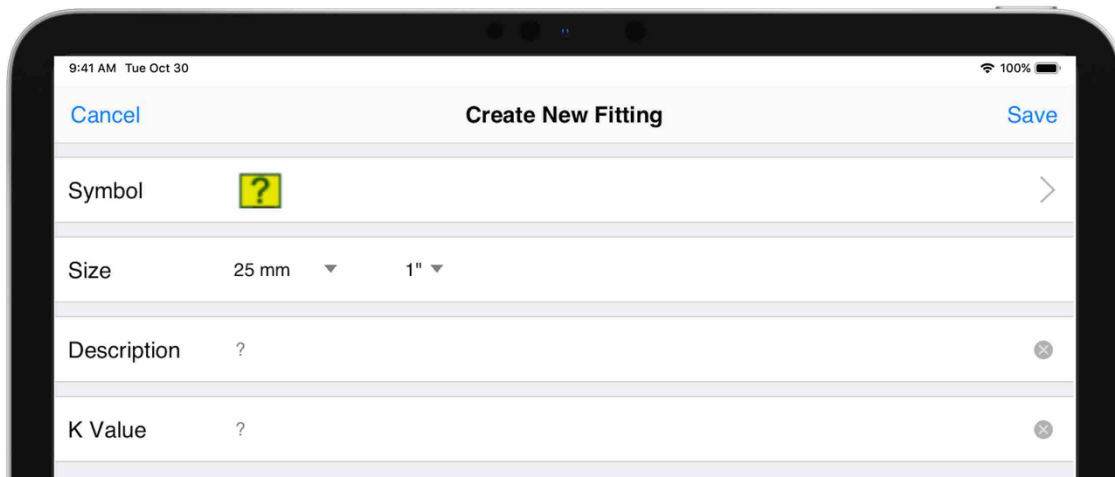 9:41 AM Tue Oct 30
100%
Cancel
Create New Fitting
Save
Symbol ?
Size 25 mm 1"
Description ?
K Value ?